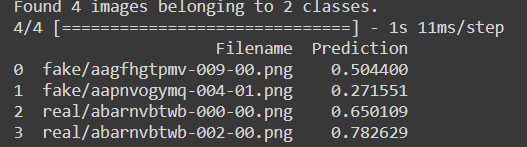 Found 4 images belonging to 2 classes.
4/4 [==============================] - 1s 11ms/step
Filename Prediction
0 fake/aagfhgtpmv-009-00.png 0.504400
1 fake/aapnvogymq-004-01.png 0.271551
2 real/abarnvbtwb-000-00.png 0.650109
3 real/abarnvbtwb-002-00.png 0.782629